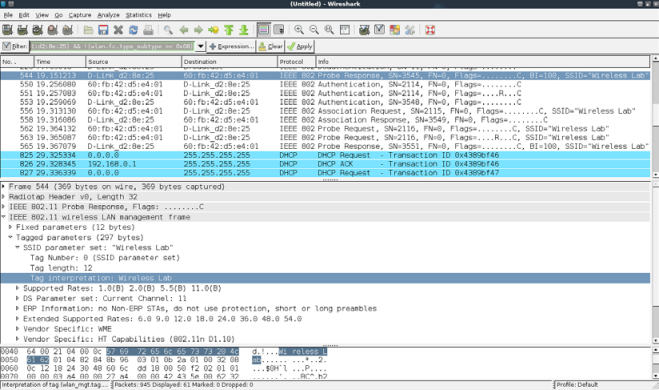 (Untitled) - Wireshark
File Edit View Go Capture Analyze Statistics Help
Filter: d2:8e:25) && !(wlan.fc.type_subtype == 0x08) Expression... Clear Apply
No. . Time Source Destination Protocol Info
544 19.151213 D-Link_d2:8e:25 60:fb:42:d5:e4:01 IEEE 802 Probe Response, SN=3545, FN=0, Flags=........C, BI=100, SSID="Wireless Lab"
550 19.256080 60:fb:42:d5:e4:01 D-Link_d2:8e:25 IEEE 802 Authentication, SN=2114, FN=0, Flags=........C
551 19.257083 60:fb:42:d5:e4:01 D-Link_d2:8e:25 IEEE 802 Authentication, SN=2114, FN=0, Flags=....R...C
553 19.259069 D-Link_d2:8e:25 60:fb:42:d5:e4:01 IEEE 802 Authentication, SN=3548, FN=0, Flags=........C
556 19.313130 60:fb:42:d5:e4:01 D-Link_d2:8e:25 IEEE 802 Association Request, SN=2115, FN=0, Flags=........C, SSID="Wireless Lab"
558 19.316086 D-Link_d2:8e:25 60:fb:42:d5:e4:01 IEEE 802 Association Response, SN=3549, FN=0, Flags=........C
562 19.364132 60:fb:42:d5:e4:01 D-Link_d2:8e:25 IEEE 802 Probe Request, SN=2116, FN=0, Flags=........C, SSID="Wireless Lab"
563 19.365087 60:fb:42:d5:e4:01 D-Link_d2:8e:25 IEEE 802 Probe Request, SN=2116, FN=0, Flags=....R...C, SSID="Wireless Lab"
565 19.367079 D-Link_d2:8e:25 60:fb:42:d5:e4:01 IEEE 802 Probe Response, SN=3551, FN=0, Flags=........C, BI=100, SSID="Wireless Lab"
825 29.325334 0.0.0.0 255.255.255.255 DHCP DHCP Request - Transaction ID 0x4389bf46
826 29.328345 192.168.0.1 255.255.255.255 DHCP DHCP ACK - Transaction ID 0x4389bf46
827 29.336339 0.0.0.0 255.255.255.255 DHCP DHCP Request - Transaction ID 0x4389bf47
Frame 544 (369 bytes on wire, 369 bytes captured)
Radiotap Header v0, Length 32
IEEE 802.11 Probe Response, Flags: ........C
IEEE 802.11 wireless LAN management frame
Fixed parameters (12 bytes)
Tagged parameters (297 bytes)
SSID parameter set: "Wireless Lab"
Tag Number: 0 (SSID parameter set)
Tag length: 12
Tag interpretation: Wireless Lab
Supported Rates: 1.0(B) 2.0(B) 5.5(B) 11.0(B)
DS Parameter set: Current Channel: 11
ERP Information: no Non-ERP STAs, do not use protection, short or long preambles
Extended Supported Rates: 6.0 9.0 12.0 18.0 24.0 36.0 48.0 54.0
Vendor Specific: WME
Vendor Specific: HT Capabilities (802.11n D1.10)
0040 64 00 21 04 00 0c 57 69 72 65 6c 65 73 73 20 4c d.!...Wi reless L
0050 61 62 01 04 82 84 8b 96 03 01 0b 2a 01 00 32 08 ab...... ...*..2.
0060 0c 12 18 24 30 48 60 6c dd 18 00 50 f2 02 01 01 ...$0H`l ...P....
Interpretation of tag (wlan_mgt.tag.... Packets: 945 Displayed: 61 Marked: 0 Dropped: 0 Profile: Default